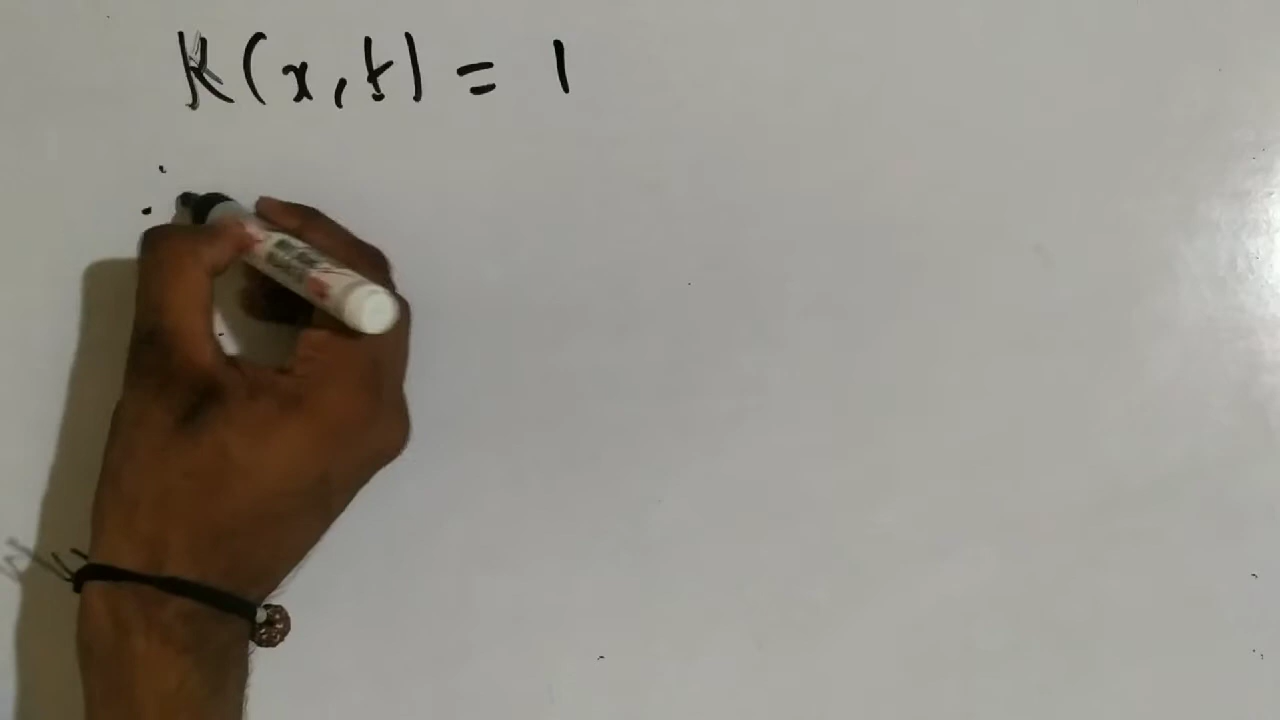 K(x,t) = 1
∴